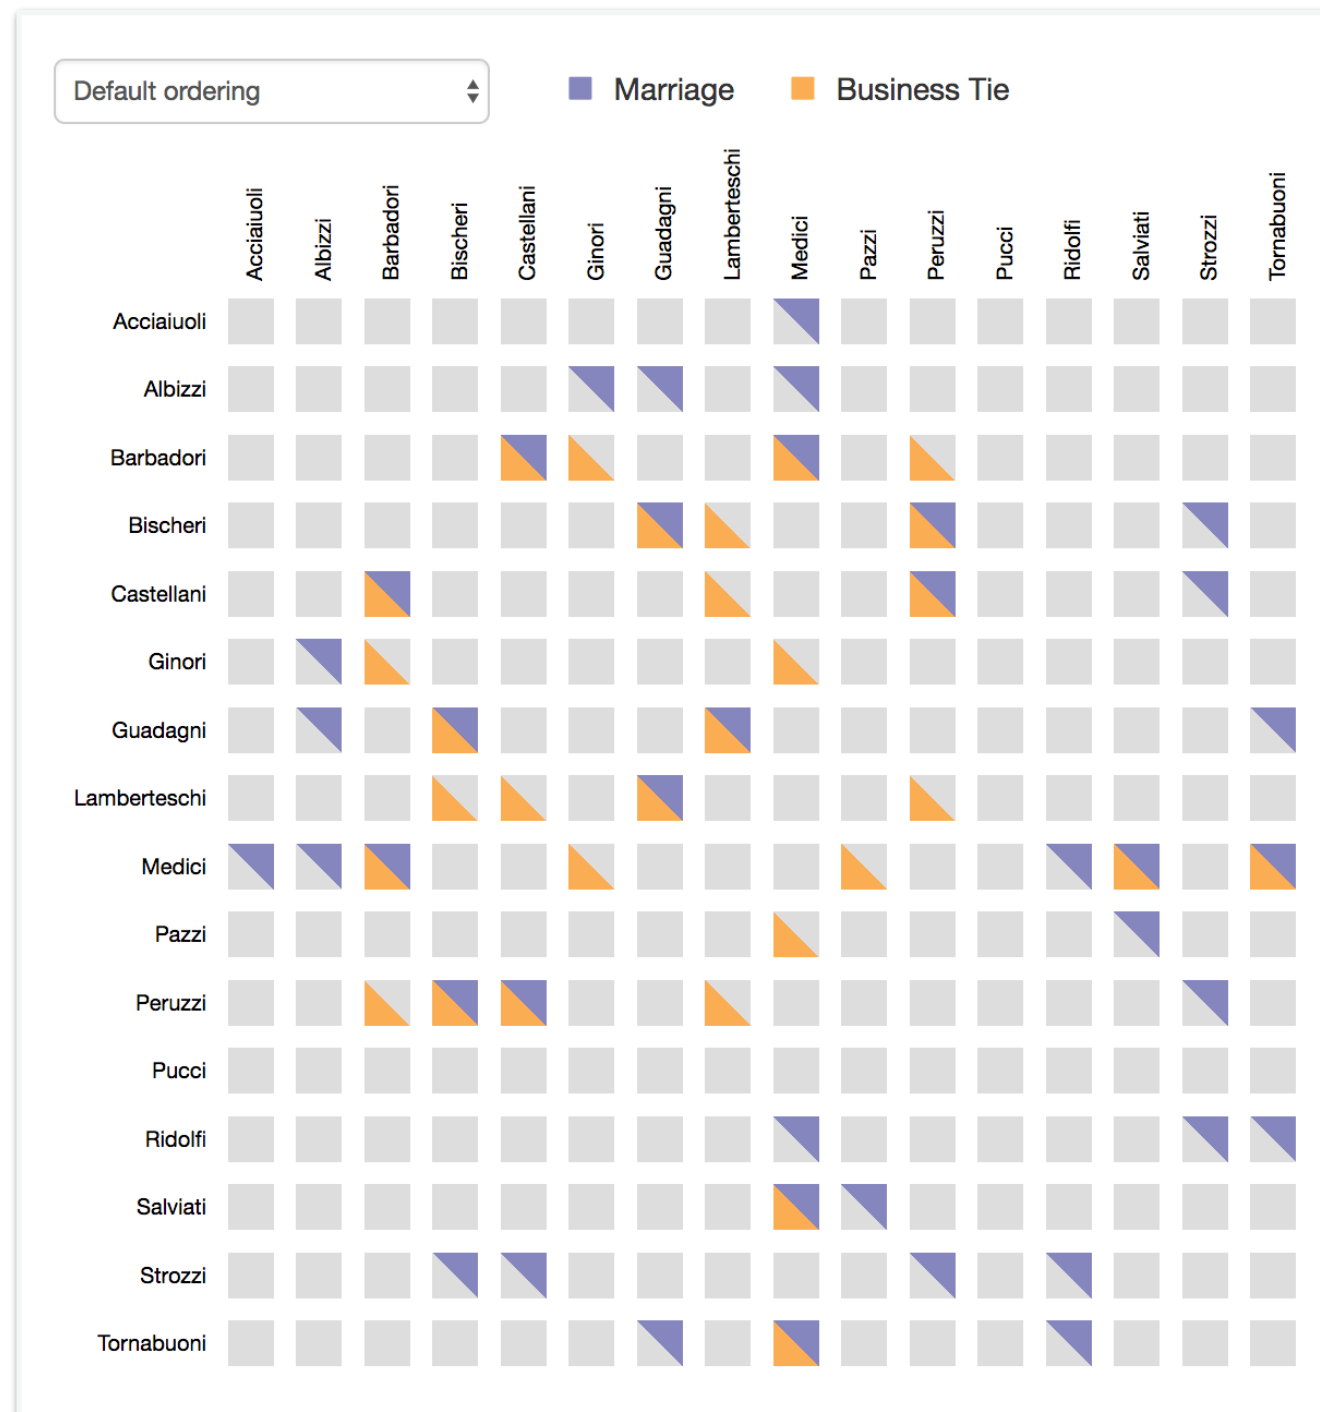 Default ordering
Marriage
Business Tie
Acciaiuoli
Albizzi
Barbadori
Bischeri
Castellani
Ginori
Guadagni
Lamberteschi
Medici
Pazzi
Peruzzi
Pucci
Ridolfi
Salviati
Strozzi
Tornabuoni
Acciaiuoli
Albizzi
Barbadori
Bischeri
Castellani
Ginori
Guadagni
Lamberteschi
Medici
Pazzi
Peruzzi
Pucci
Ridolfi
Salviati
Strozzi
Tornabuoni